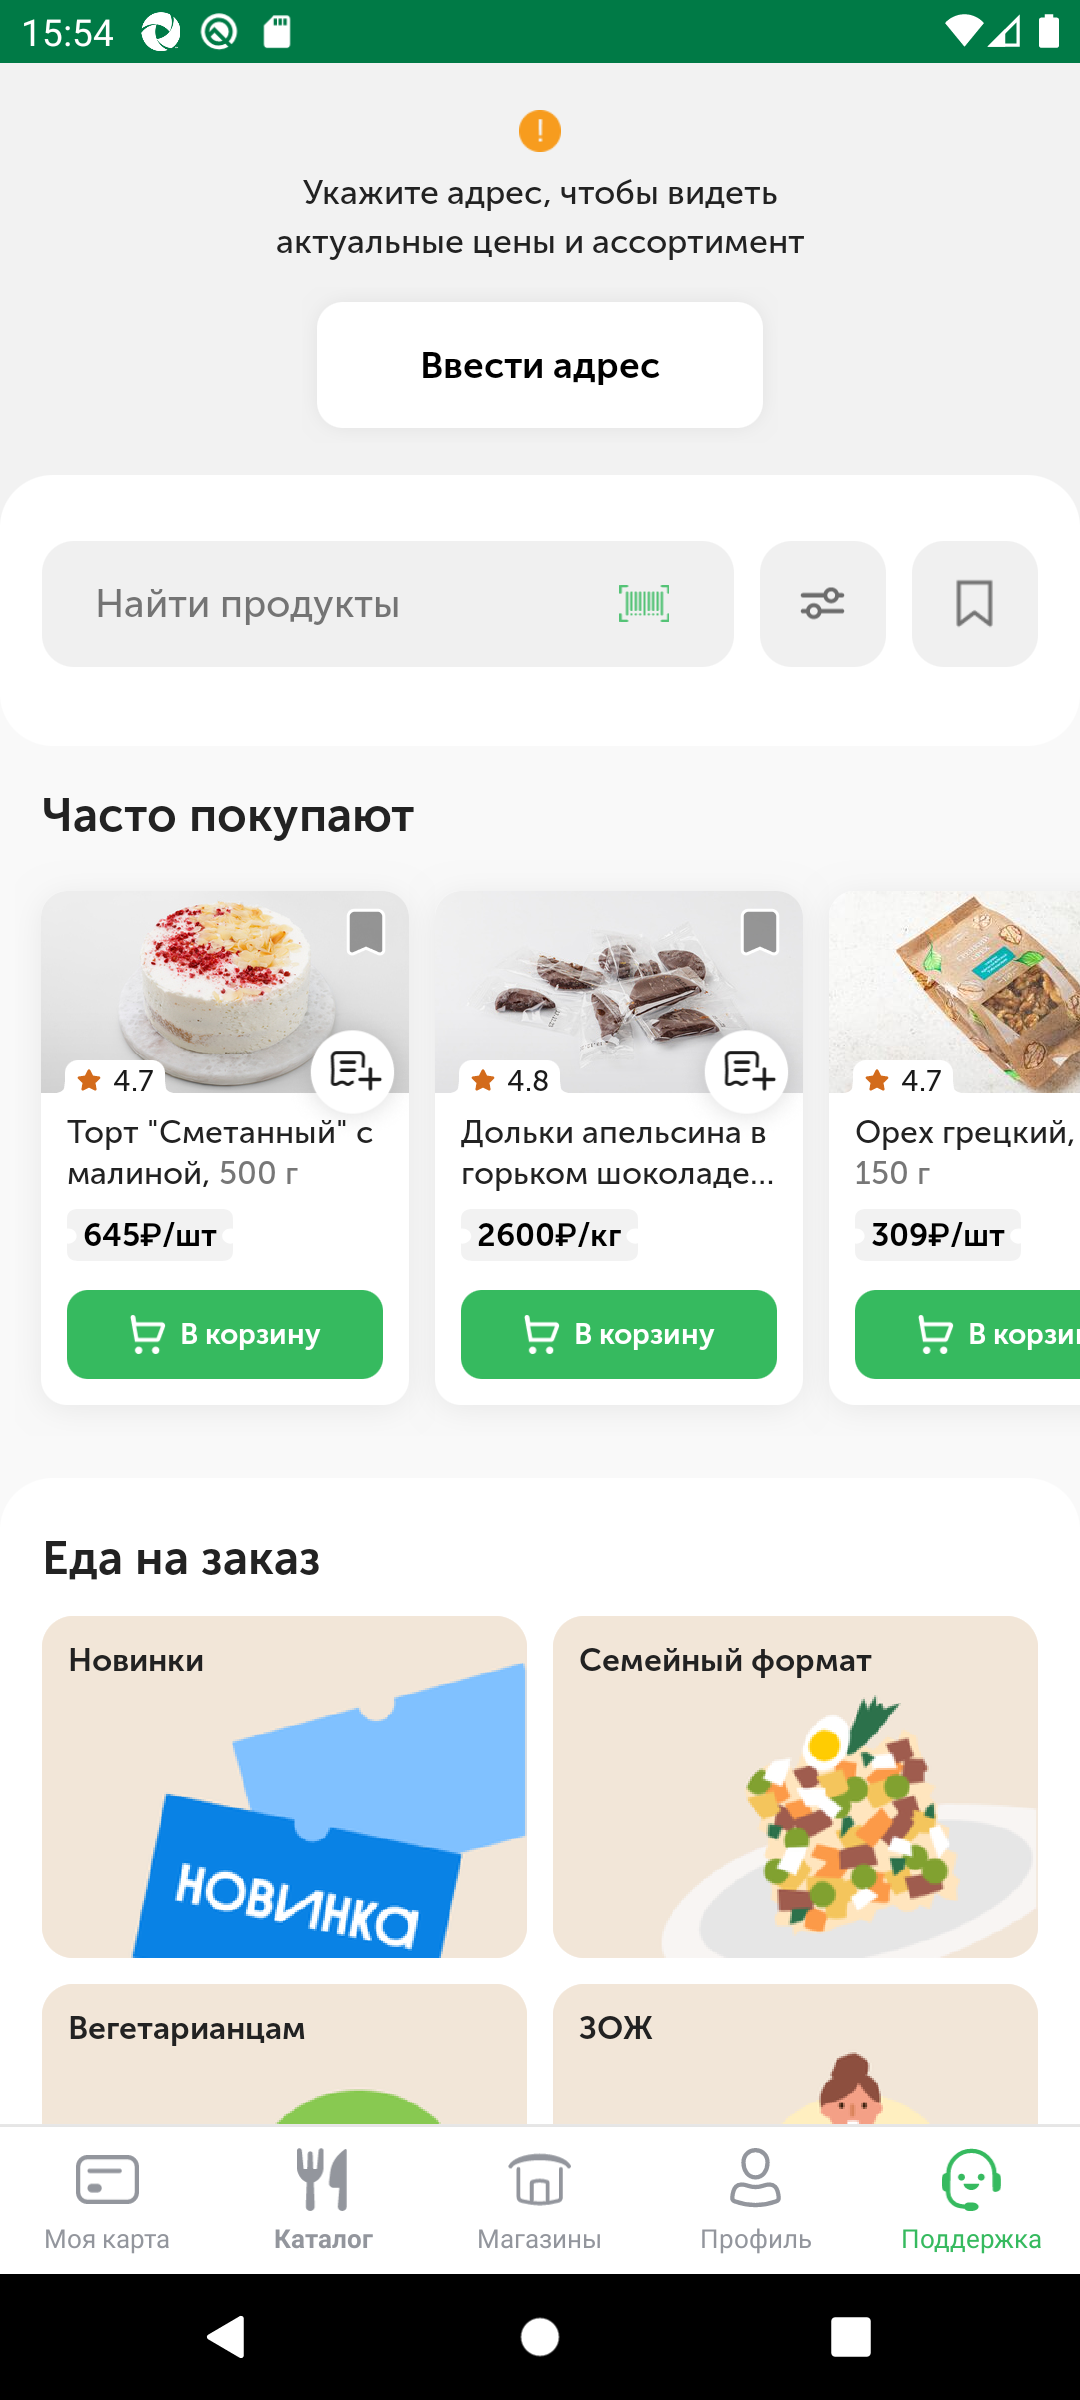 15:54
!
Укажите адрес, чтобы видеть
актуальные цены и ассортимент
Ввести адрес
Найти продукты
Часто покупают
4.7
4.8
4.7
Торт "Сметанный" с
малиной, 500 г
Дольки апельсина в
горьком шоколаде...
Орех грецкий,
150 г
645₽/шт
2600₽/кг
309₽/шт
В корзину
В корзину
В корзи
Еда на заказ
Новинки
Семейный формат
НОВИНКА
Вегетарианцам
ЗОЖ
Моя карта
Каталог
Магазины
Профиль
Поддержка